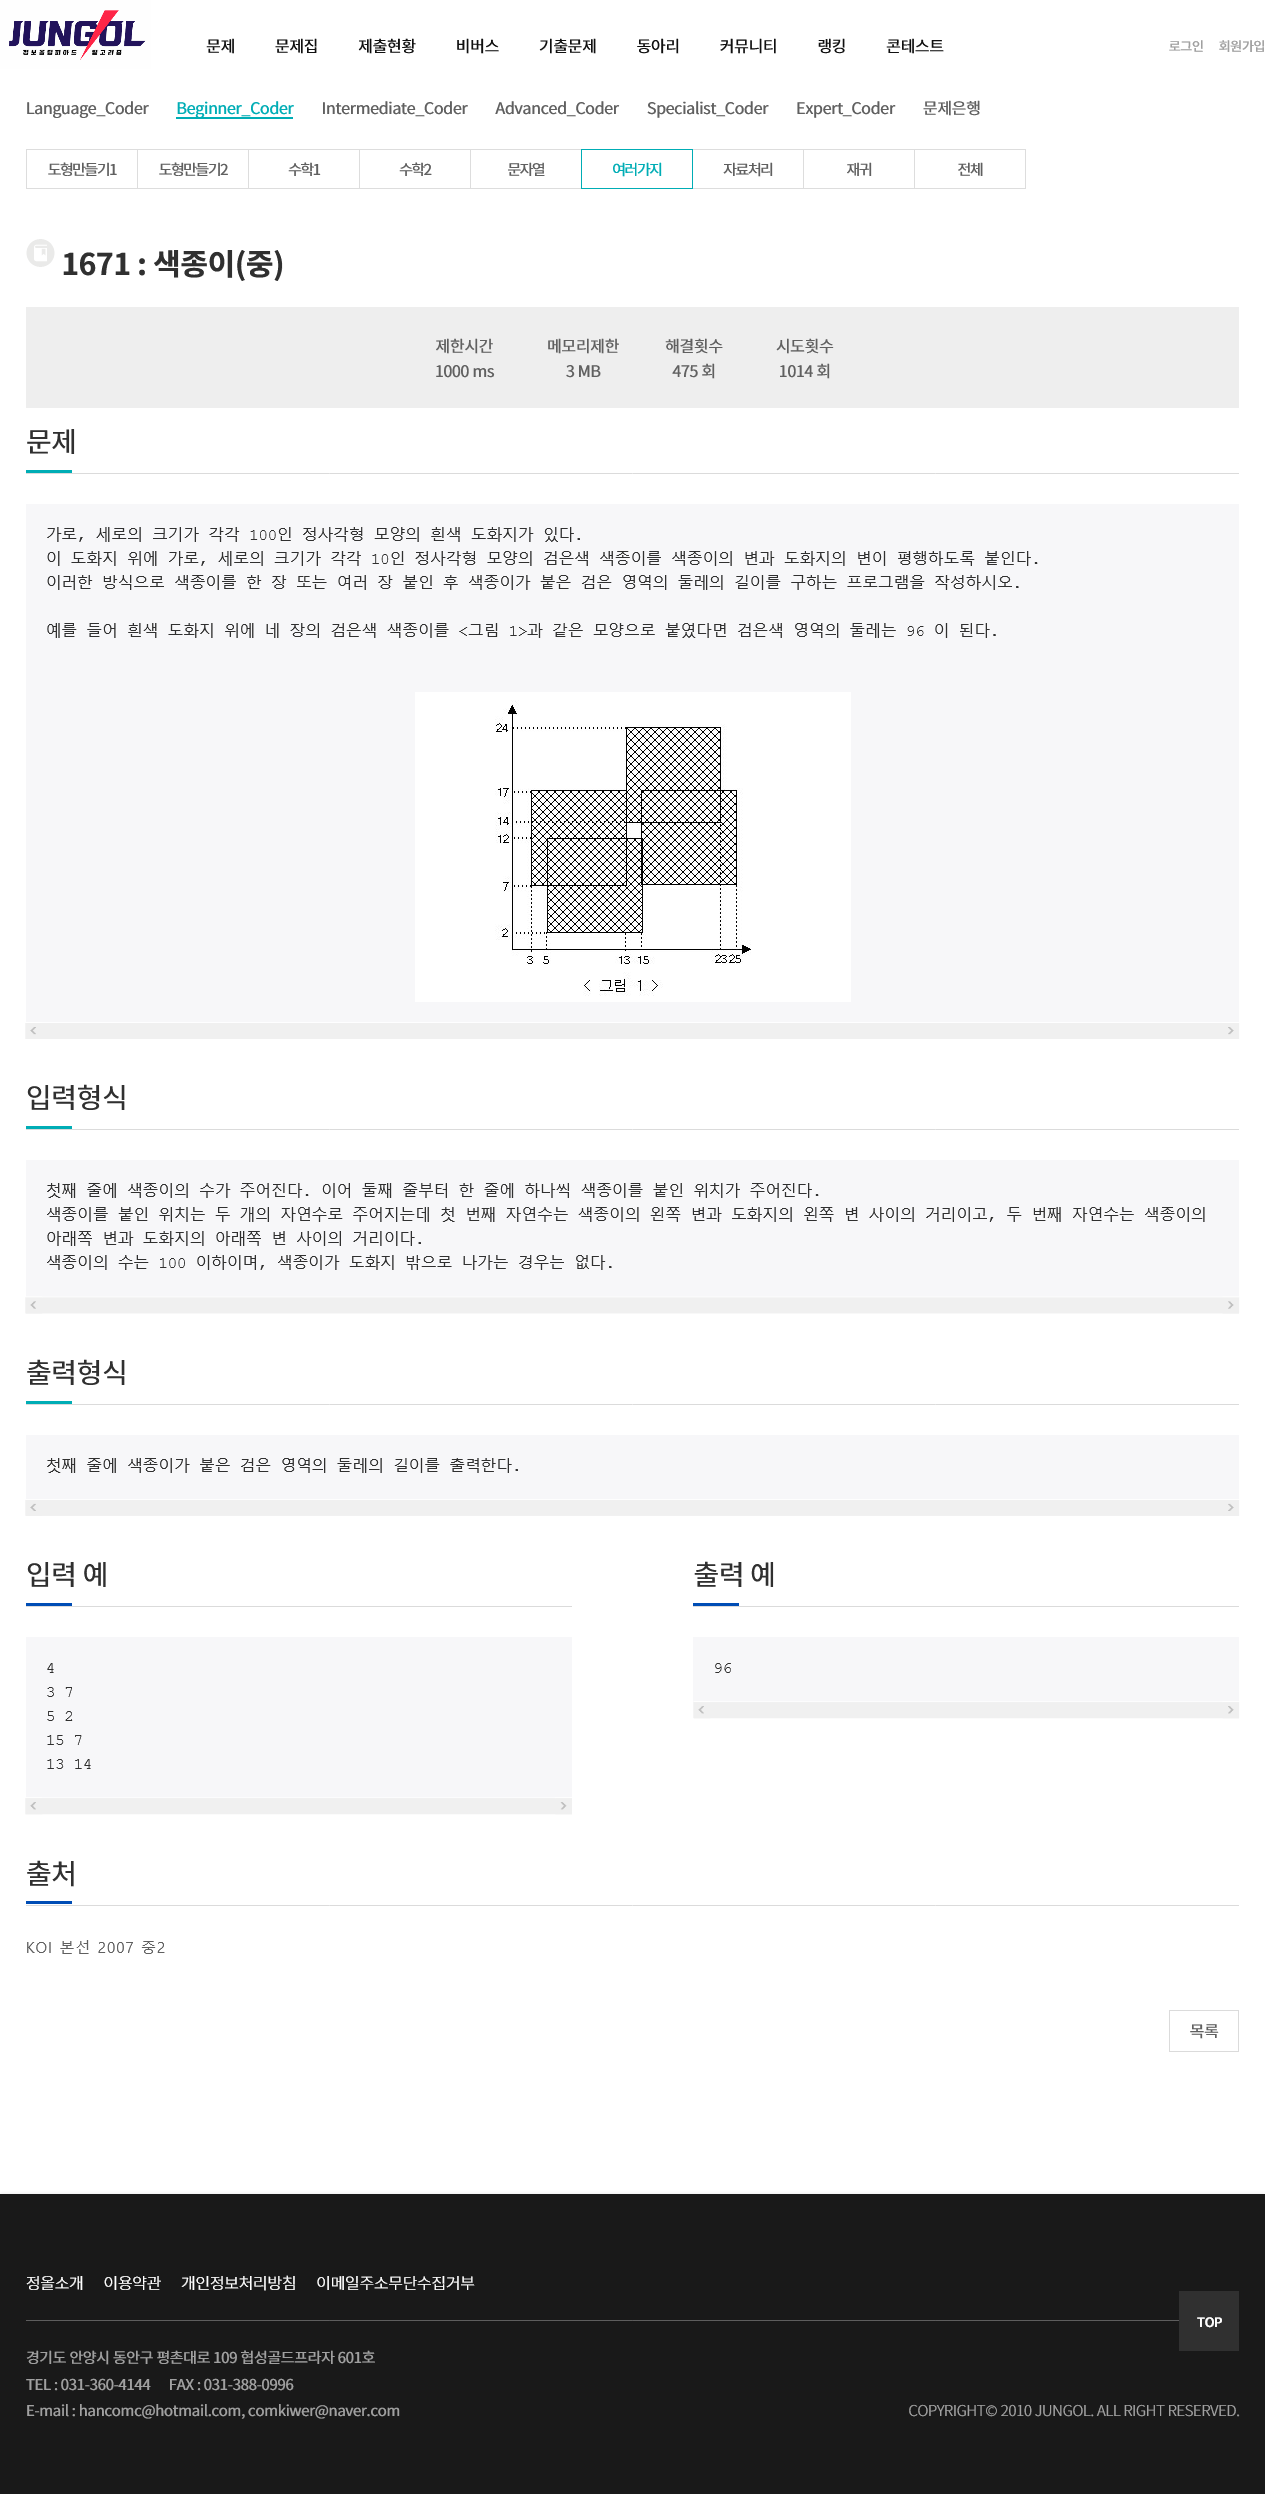 JUNGOL
정보올림피아드 알고리즘
문제 문제집 제출현황 비버스 기출문제 동아리 커뮤니티 랭킹 콘테스트 로그인 회원가입
Language_Coder Beginner_Coder Intermediate_Coder Advanced_Coder Specialist_Coder Expert_Coder 문제은행
도형만들기1 도형만들기2 수학1 수학2 문자열 여러가지 자료처리 재귀 전체
1671 : 색종이(중)
제한시간 메모리제한 해결횟수 시도횟수
1000 ms 3 MB 475 회 1014 회
문제
가로, 세로의 크기가 각각 100인 정사각형 모양의 흰색 도화지가 있다.
이 도화지 위에 가로, 세로의 크기가 각각 10인 정사각형 모양의 검은색 색종이를 색종이의 변과 도화지의 변이 평행하도록 붙인다.
이러한 방식으로 색종이를 한 장 또는 여러 장 붙인 후 색종이가 붙은 검은 영역의 둘레의 길이를 구하는 프로그램을 작성하시오.
예를 들어 흰색 도화지 위에 네 장의 검은색 색종이를 <그림 1>과 같은 모양으로 붙였다면 검은색 영역의 둘레는 96 이 된다.
24
17
14
12
7
2
3 5 13 15 23 25
< 그림 1 >
입력형식
첫째 줄에 색종이의 수가 주어진다. 이어 둘째 줄부터 한 줄에 하나씩 색종이를 붙인 위치가 주어진다.
색종이를 붙인 위치는 두 개의 자연수로 주어지는데 첫 번째 자연수는 색종이의 왼쪽 변과 도화지의 왼쪽 변 사이의 거리이고, 두 번째 자연수는 색종이의
아래쪽 변과 도화지의 아래쪽 변 사이의 거리이다.
색종이의 수는 100 이하이며, 색종이가 도화지 밖으로 나가는 경우는 없다.
출력형식
첫째 줄에 색종이가 붙은 검은 영역의 둘레의 길이를 출력한다.
입력 예
4
3 7
5 2
15 7
13 14
출력 예
96
출처
KOI 본선 2007 중2
목록
정올소개 이용약관 개인정보처리방침 이메일주소무단수집거부
TOP
경기도 안양시 동안구 평촌대로 109 협성골드프라자 601호
TEL : 031-360-4144 FAX : 031-388-0996
E-mail : hancomc@hotmail.com, comkiwer@naver.com
COPYRIGHT© 2010 JUNGOL. ALL RIGHT RESERVED.